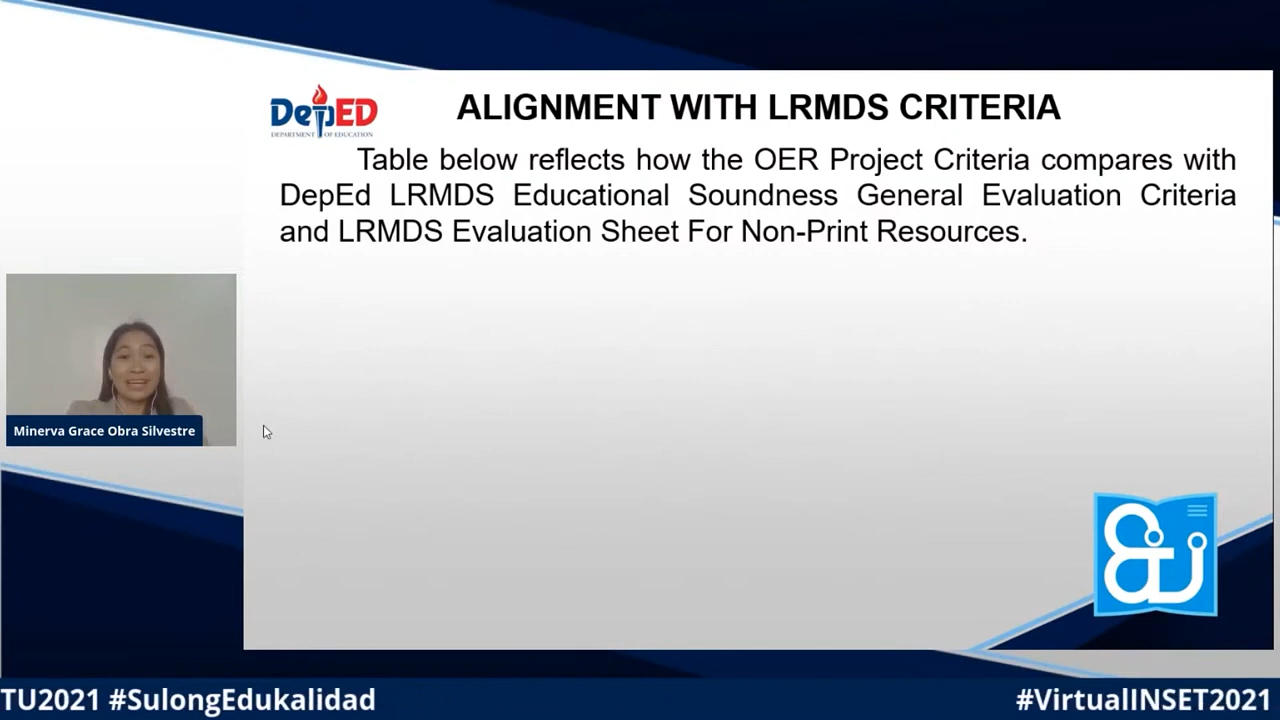 DepED
DEPARTMENT OF EDUCATION
ALIGNMENT WITH LRMDS CRITERIA
Table below reflects how the OER Project Criteria compares with
DepEd LRMDS Educational Soundness General Evaluation Criteria
and LRMDS Evaluation Sheet For Non-Print Resources.
Minerva Grace Obra Silvestre
TU2021 #SulongEdukalidad
#VirtualINSET2021